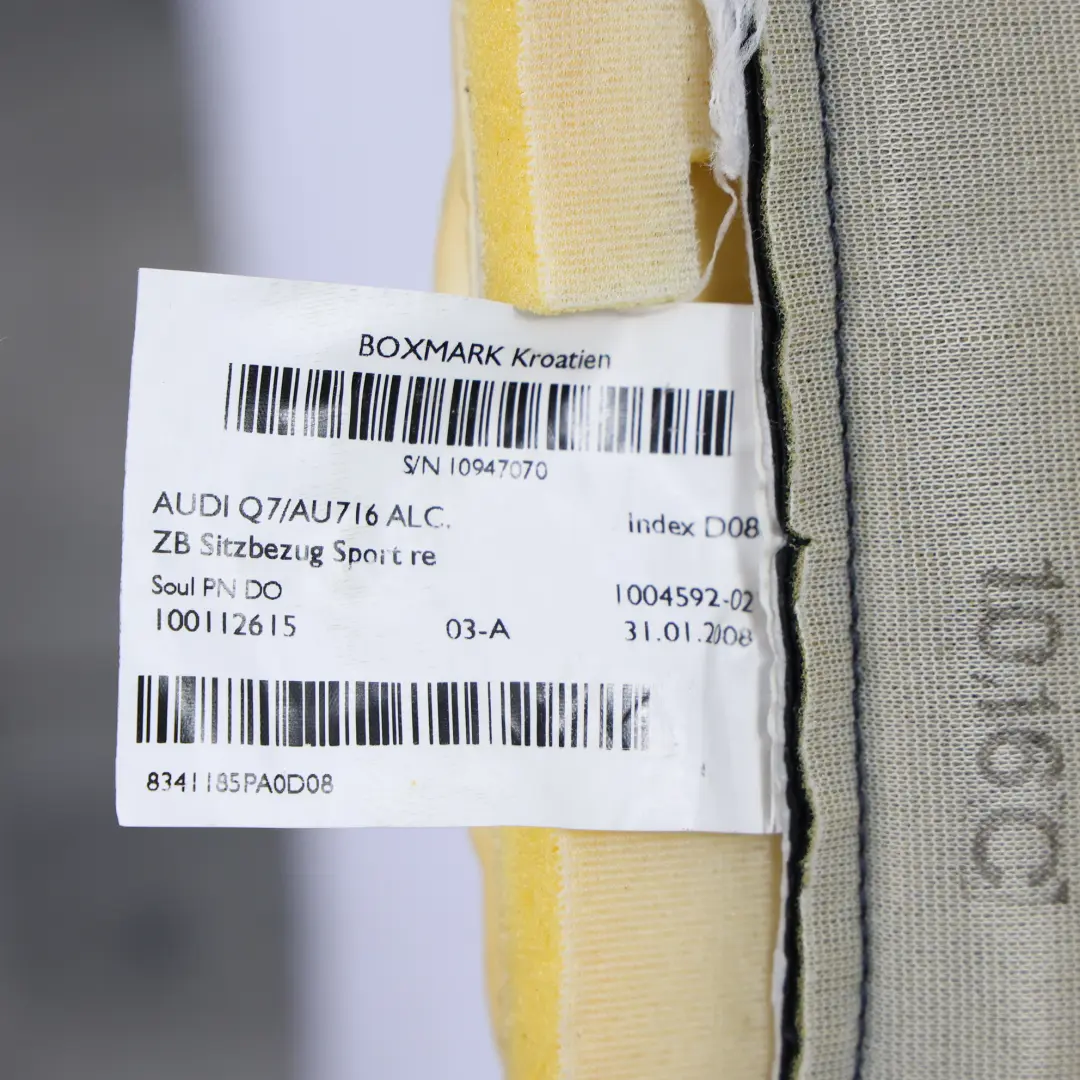 BOXMARK Kroatien
S/N 10947070
AUDI Q7/AU716 ALC.
index D08
ZB Sitzbezug Sport re
Soul PN DO
1004592-02
100112615
03-A
31.01.2008
8341185PA0D08